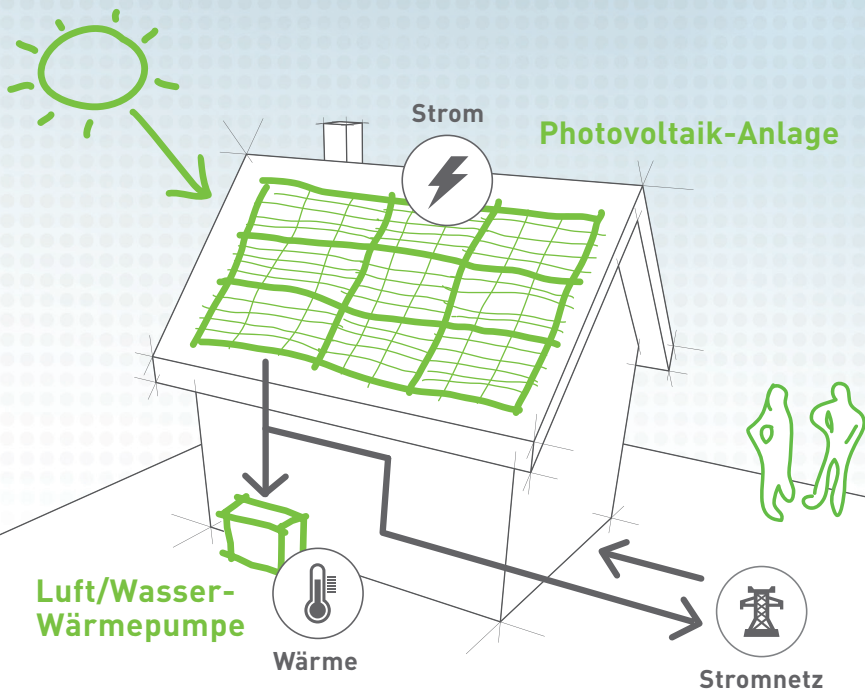 Strom
Photovoltaik-Anlage
Luft/Wasser-
Wärmepumpe
Wärme
Stromnetz